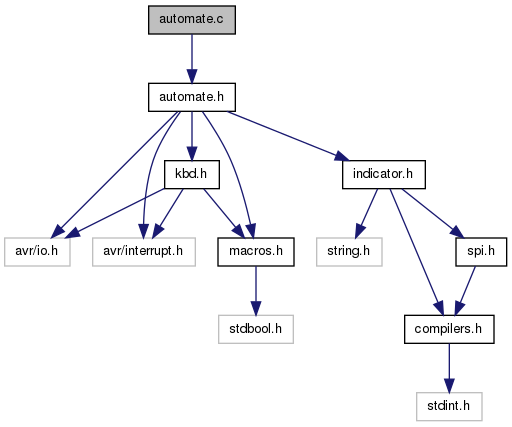 automate.c
automate.h
kbd.h
indicator.h
avr/io.h
avr/interrupt.h
macros.h
string.h
spi.h
stdbool.h
compilers.h
stdint.h